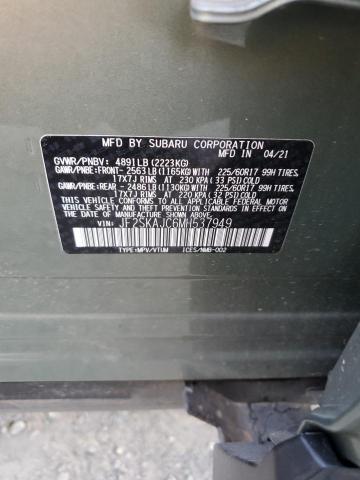 MFD BY SUBARU CORPORATION
IN 04/21
GVWR/PNBV: 4891LB(2223KG)
GAWR/PNBE:FRONT- 2563LB(1165KG)WITH 225/60R17 99H TIRES
17X7J RIMS AT 230 KPA(33 PSI)COLD
GAWR/PNBE:REAR - 2486LB(1130KG)WITH 225/60R17 99H TIRES
17X7J RIMS AT 220 KPA(32 PSI)COLD
THIS VEHICLE CONFORMS TO ALL APPLICABLE FEDERAL MOTOR
VEHICLE SAFETY AND THEFT PREVENTION STANDARDS IN EFFECT
ON THE DATE OF MANUFACTURE SHOWN ABOVE.
VIN: JF2SKAJC6MH537949
TYPE:MPV/VTUM ICES/NMB-002